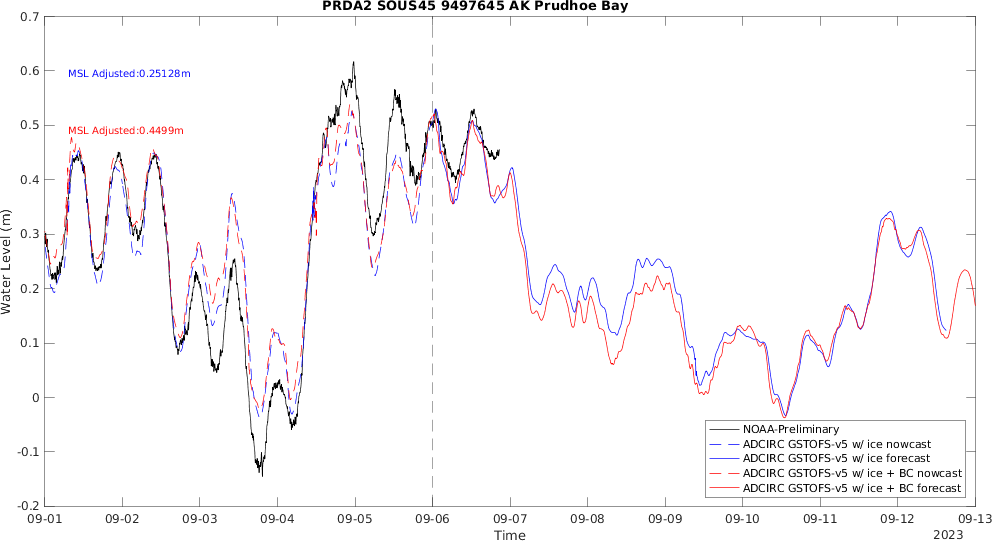 PRDA2 SOUS45 9497645 AK Prudhoe Bay
0.7
0.6
0.5
0.4
0.3
0.2
0.1
0
-0.1
-0.2
Water Level (m)
MSL Adjusted:0.25128m
MSL Adjusted:0.4499m
NOAA-Preliminary
ADCIRC GSTOFS-v5 w/ ice nowcast
ADCIRC GSTOFS-v5 w/ ice forecast
ADCIRC GSTOFS-v5 w/ ice + BC nowcast
ADCIRC GSTOFS-v5 w/ ice + BC forecast
09-01 09-02 09-03 09-04 09-05 09-06 09-07 09-08 09-09 09-10 09-11 09-12 09-13
Time
2023